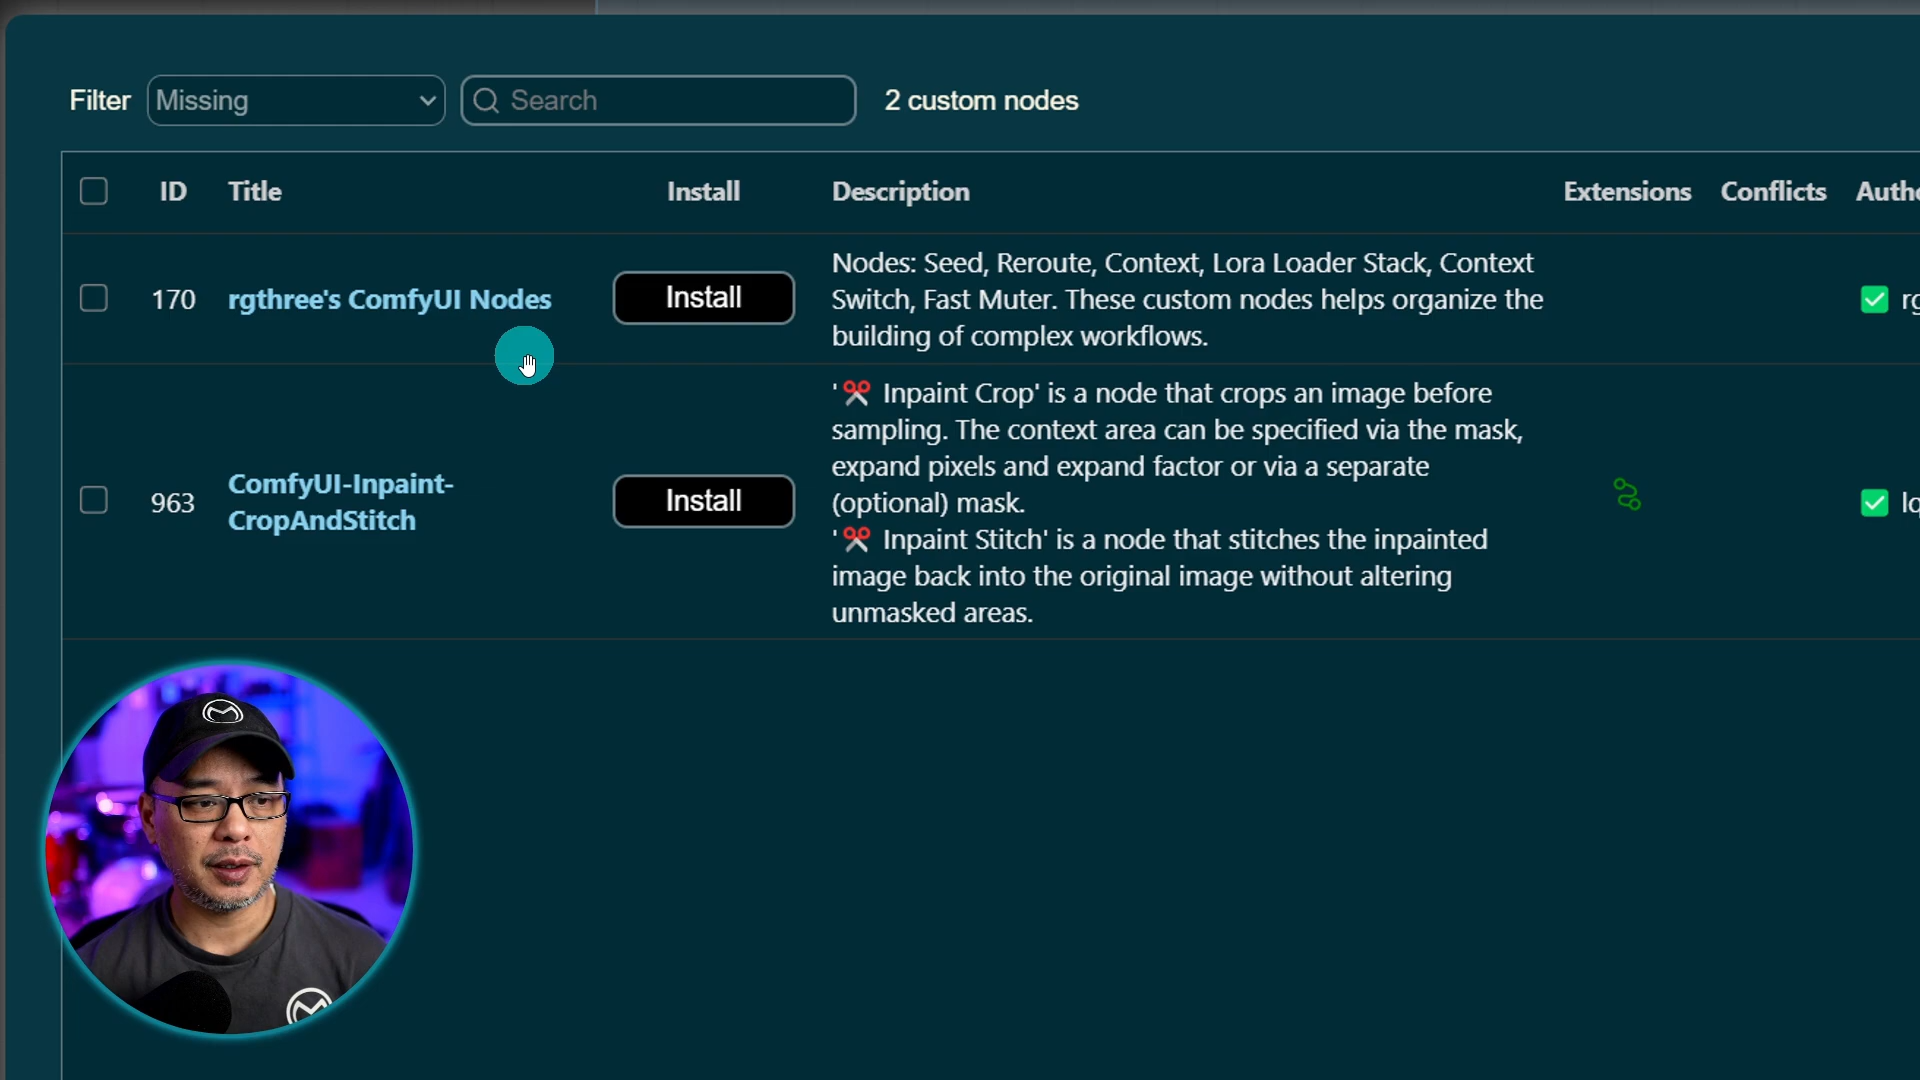 Filter Missing Search 2 custom nodes
ID Title Install Description Extensions Conflicts
170 rgthree's ComfyUI Nodes Install
Nodes: Seed, Reroute, Context, Lora Loader Stack, Context
Switch, Fast Muter. These custom nodes helps organize the
building of complex workflows.
963
ComfyUI-Inpaint-
CropAndStitch
Install
'✂ Inpaint Crop' is a node that crops an image before
sampling. The context area can be specified via the mask,
expand pixels and expand factor or via a separate
(optional) mask.
'✂ Inpaint Stitch' is a node that stitches the inpainted
image back into the original image without altering
unmasked areas.